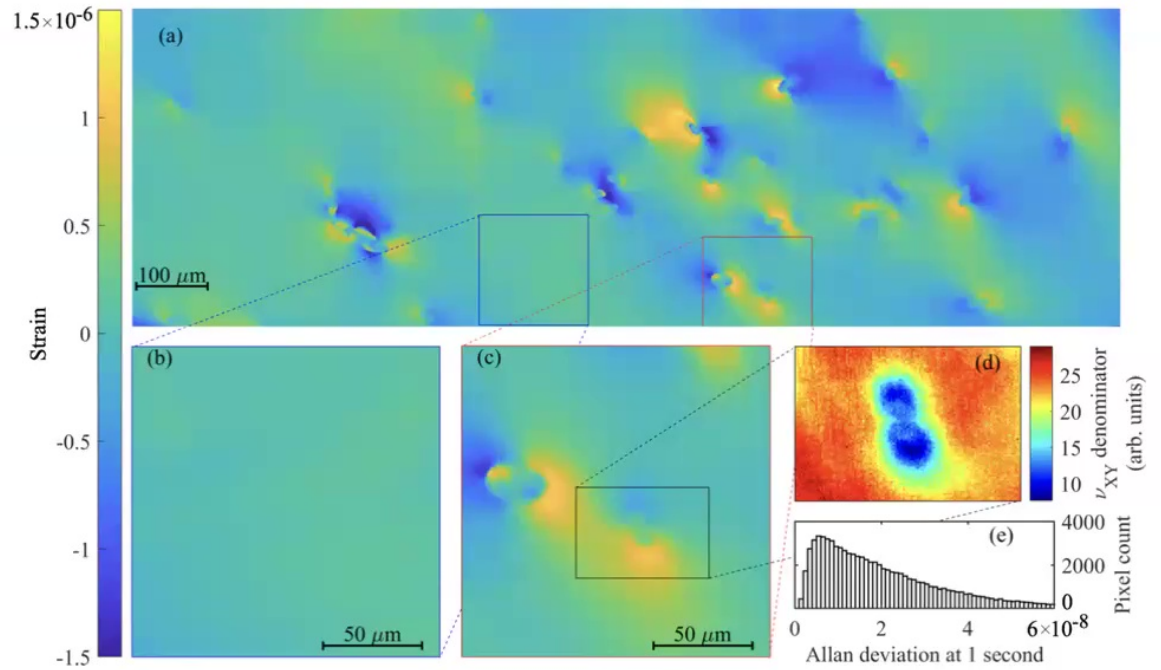 1.5×10⁻⁶
1
0.5
0
-0.5
-1
-1.5
Strain
(a)
100 μm
(b)
50 μm
(c)
50 μm
(d)
25
20
15
10
ν_XY denominator
(arb. units)
(e)
4000
2000
0
Pixel count
0
2
4
6×10⁻⁸
Allan deviation at 1 second